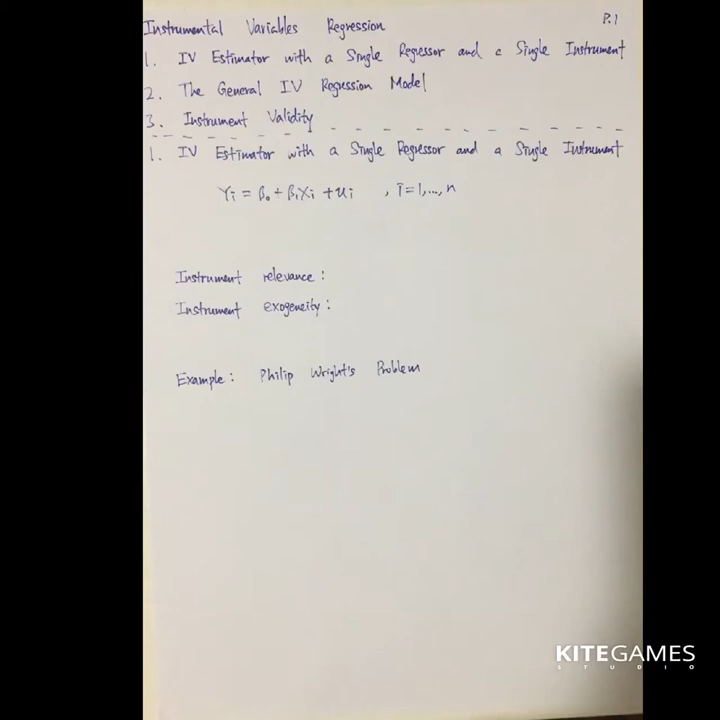 Instrumental Variables Regression P.1
1. IV Estimator with a Single Regressor and a Single Instrument
2. The General IV Regression Model
3. Instrument Validity
1. IV Estimator with a Single Regressor and a Single Instrument
Yi = β₀ + β₁Xi + ui , i=1,...,n
Instrument relevance:
Instrument exogeneity:
Example: Philip Wright's Problem
KITEGAMES
STUDIO